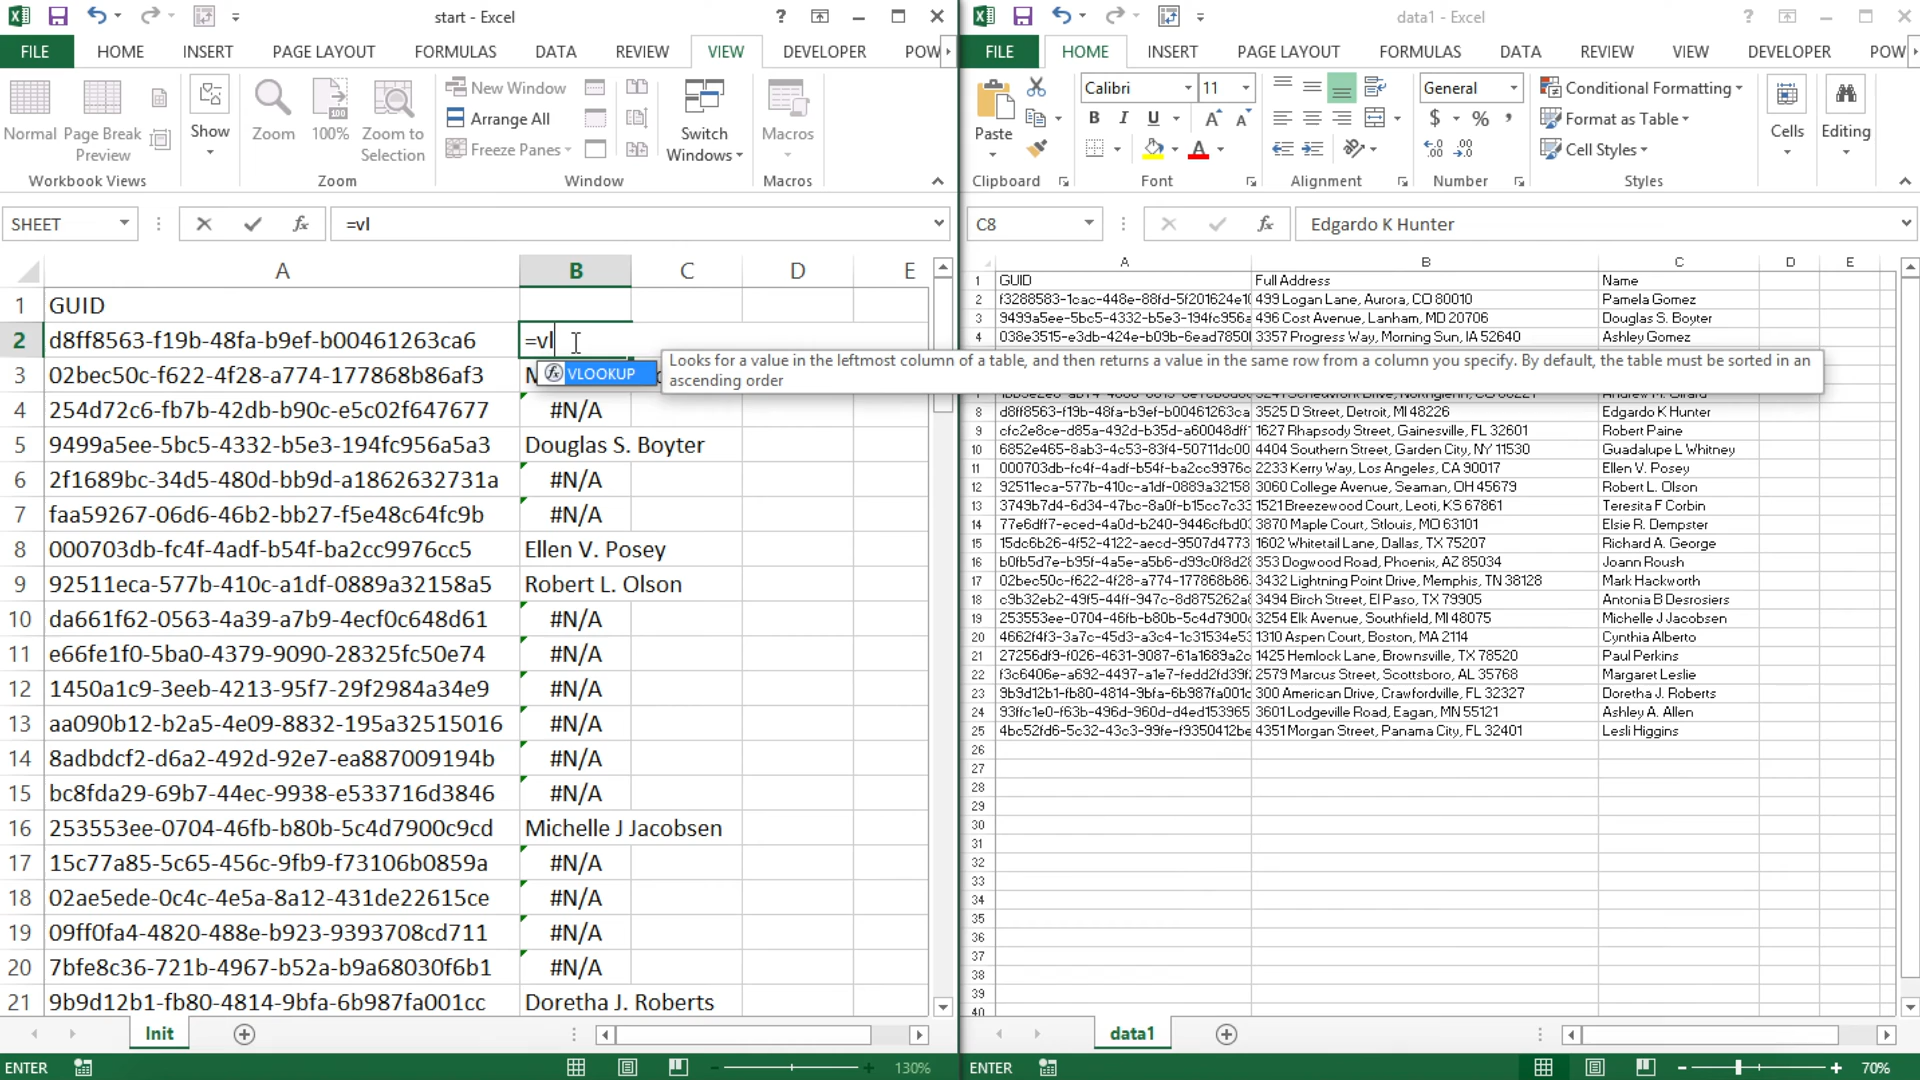 start - Excel
FILE HOME INSERT PAGE LAYOUT FORMULAS DATA REVIEW VIEW DEVELOPER POW
Normal Page Break Preview
Workbook Views
Show
Zoom 100% Zoom to Selection
Zoom
New Window
Arrange All
Freeze Panes
Switch Windows
Window
Macros
Macros
SHEET =vl
A B C D E
1 GUID
2 d8ff8563-f19b-48fa-b9ef-b00461263ca6 =vl
VLOOKUP
Looks for a value in the leftmost column of a table, and then returns a value in the same row from a column you specify. By default, the table must be sorted in an
ascending order
3 02bec50c-f622-4f28-a774-177868b86af3
4 254d72c6-fb7b-42db-b90c-e5c02f647677 #N/A
5 9499a5ee-5bc5-4332-b5e3-194fc956a5a3 Douglas S. Boyter
6 2f1689bc-34d5-480d-bb9d-a1862632731a #N/A
7 faa59267-06d6-46b2-bb27-f5e48c64fc9b #N/A
8 000703db-fc4f-4adf-b54f-ba2cc9976cc5 Ellen V. Posey
9 92511eca-577b-410c-a1df-0889a32158a5 Robert L. Olson
10 da661f62-0563-4a39-a7b9-4ecf0c648d61 #N/A
11 e66fe1f0-5ba0-4379-9090-28325fc50e74 #N/A
12 1450a1c9-3eeb-4213-95f7-29f2984a34e9 #N/A
13 aa090b12-b2a5-4e09-8832-195a32515016 #N/A
14 8adbdcf2-d6a2-492d-92e7-ea887009194b #N/A
15 bc8fda29-69b7-44ec-9938-e533716d3846 #N/A
16 253553ee-0704-46fb-b80b-5c4d7900c9cd Michelle J Jacobsen
17 15c77a85-5c65-456c-9fb9-f73106b0859a #N/A
18 02ae5ede-0c4c-4e5a-8a12-431de22615ce #N/A
19 09ff0fa4-4820-488e-b923-9393708cd711 #N/A
20 7bfe8c36-721b-4967-b52a-b9a68030f6b1 #N/A
21 9b9d12b1-fb80-4814-9bfa-6b987fa001cc Doretha J. Roberts
Init
ENTER 130%
data1 - Excel
FILE HOME INSERT PAGE LAYOUT FORMULAS DATA REVIEW VIEW DEVELOPER POW
Paste
Clipboard
Calibri 11
B I U
Font
Alignment
General
$ % ,
Number
Conditional Formatting
Format as Table
Cell Styles
Styles
Cells
Editing
C8 Edgardo K Hunter
A B C D E
1 GUID Full Address Name
2 f3288583-1cac-448e-88fd-5f201624e10 499 Logan Lane, Aurora, CO 80010 Pamela Gomez
3 9499a5ee-5bc5-4332-b5e3-194fc956a 496 Cost Avenue, Lanham, MD 20706 Douglas S. Boyter
4 038e3515-e3db-424e-b09b-6ead7850 3357 Progress Way, Morning Sun, IA 52640 Ashley Gomez
8 d8ff8563-f19b-48fa-b9ef-b00461263ca 3525 D Street, Detroit, MI 48226 Edgardo K Hunter
9 cfc2e8ce-d85a-492d-b35d-a60048dff 1627 Rhapsody Street, Gainesville, FL 32601 Robert Paine
10 6852e465-8ab3-4c53-83f4-50711dc00 4404 Southern Street, Garden City, NY 11530 Guadalupe L Whitney
11 000703db-fc4f-4adf-b54f-ba2cc9976c 2233 Kerry Way, Los Angeles, CA 90017 Ellen V. Posey
12 92511eca-577b-410c-a1df-0889a32158 3060 College Avenue, Seaman, OH 45679 Robert L. Olson
13 3749b7d4-6d34-47bc-8a0f-b15cc7c33 1521 Breezewood Court, Leoti, KS 67861 Teresita F Corbin
14 77e6dff7-eced-4a0d-b240-9446cfbd03 3870 Maple Court, Stlouis, MO 63101 Elsie R. Dempster
15 15dc6b26-4f52-4122-aecd-9507d4773 1602 Whitetail Lane, Dallas, TX 75207 Richard A. George
16 b0fb5d7e-b95f-4a5e-a5b6-d99c0f8d2 353 Dogwood Road, Phoenix, AZ 85034 Joann Roush
17 02bec50c-f622-4f28-a774-177868b86 3432 Lightning Point Drive, Memphis, TN 38128 Mark Hackworth
18 c9b32eb2-49f5-44ff-947c-8d875262a8 3494 Birch Street, El Paso, TX 79905 Antonia B Desrosiers
19 253553ee-0704-46fb-b80b-5c4d7900c 3254 Elk Avenue, Southfield, MI 48075 Michelle J Jacobsen
20 4662f4f3-3a7c-45d3-a3c4-1c31534e53 1310 Aspen Court, Boston, MA 2114 Cynthia Alberto
21 27256df9-f026-4631-9087-61a1689a2c 1425 Hemlock Lane, Brownsville, TX 78520 Paul Perkins
22 f3c6406e-a692-4497-a1e7-fedd2fd39f 2579 Marcus Street, Scottsboro, AL 35768 Margaret Leslie
23 9b9d12b1-fb80-4814-9bfa-6b987fa001c 300 American Drive, Crawfordville, FL 32327 Doretha J. Roberts
24 93ffc1e0-f63b-496d-960d-d4ed153965 3601 Lodgeville Road, Eagan, MN 55121 Ashley A. Allen
25 4bc52fd6-5c32-43c3-99fe-f9350412be 4351 Morgan Street, Panama City, FL 32401 Lesli Higgins
26
27
28
29
30
31
32
33
34
35
36
37
38
39
40
data1
ENTER 70%